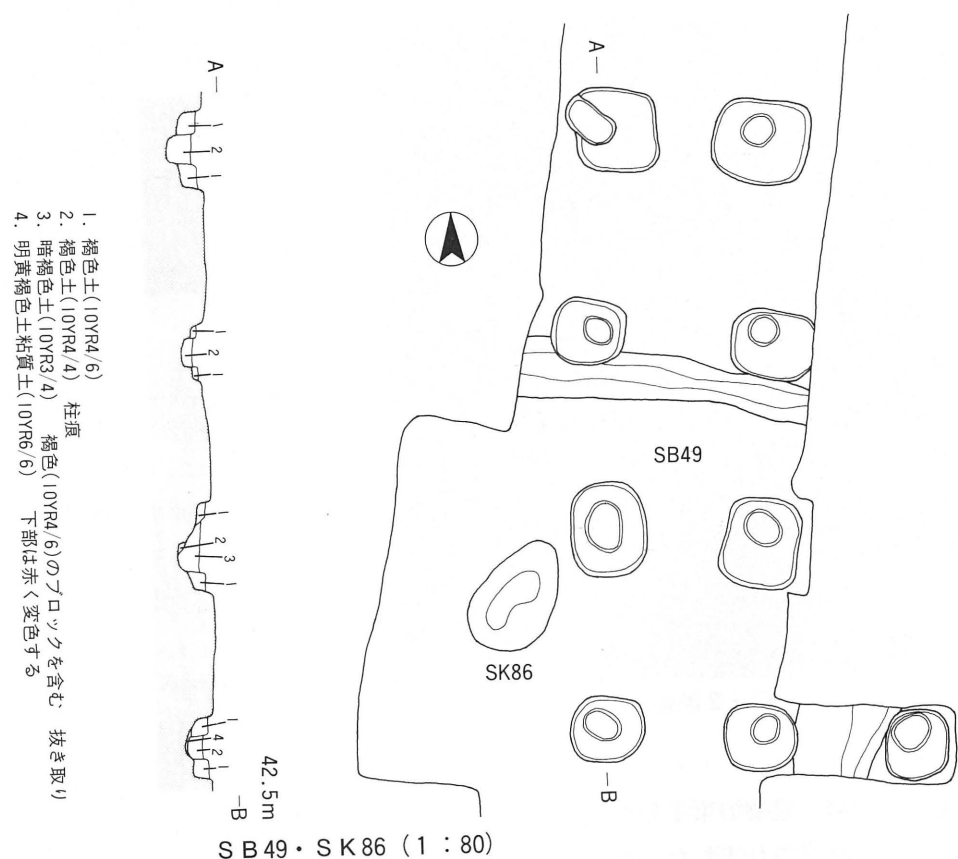 A
A
1
2
1
1
2
1
1
2
3
1
1
4
2
1
B
B
42.5m
1. 褐色土(10YR4/6)
2. 褐色土(10YR4/4) 柱痕
3. 暗褐色土(10YR3/4) 褐色(10YR4/6)のブロックを含む 抜き取り
4. 明黄褐色土粘質土(10YR6/6) 下部は赤く変色する
SB49
SK86
SB49・SK86(1:80)